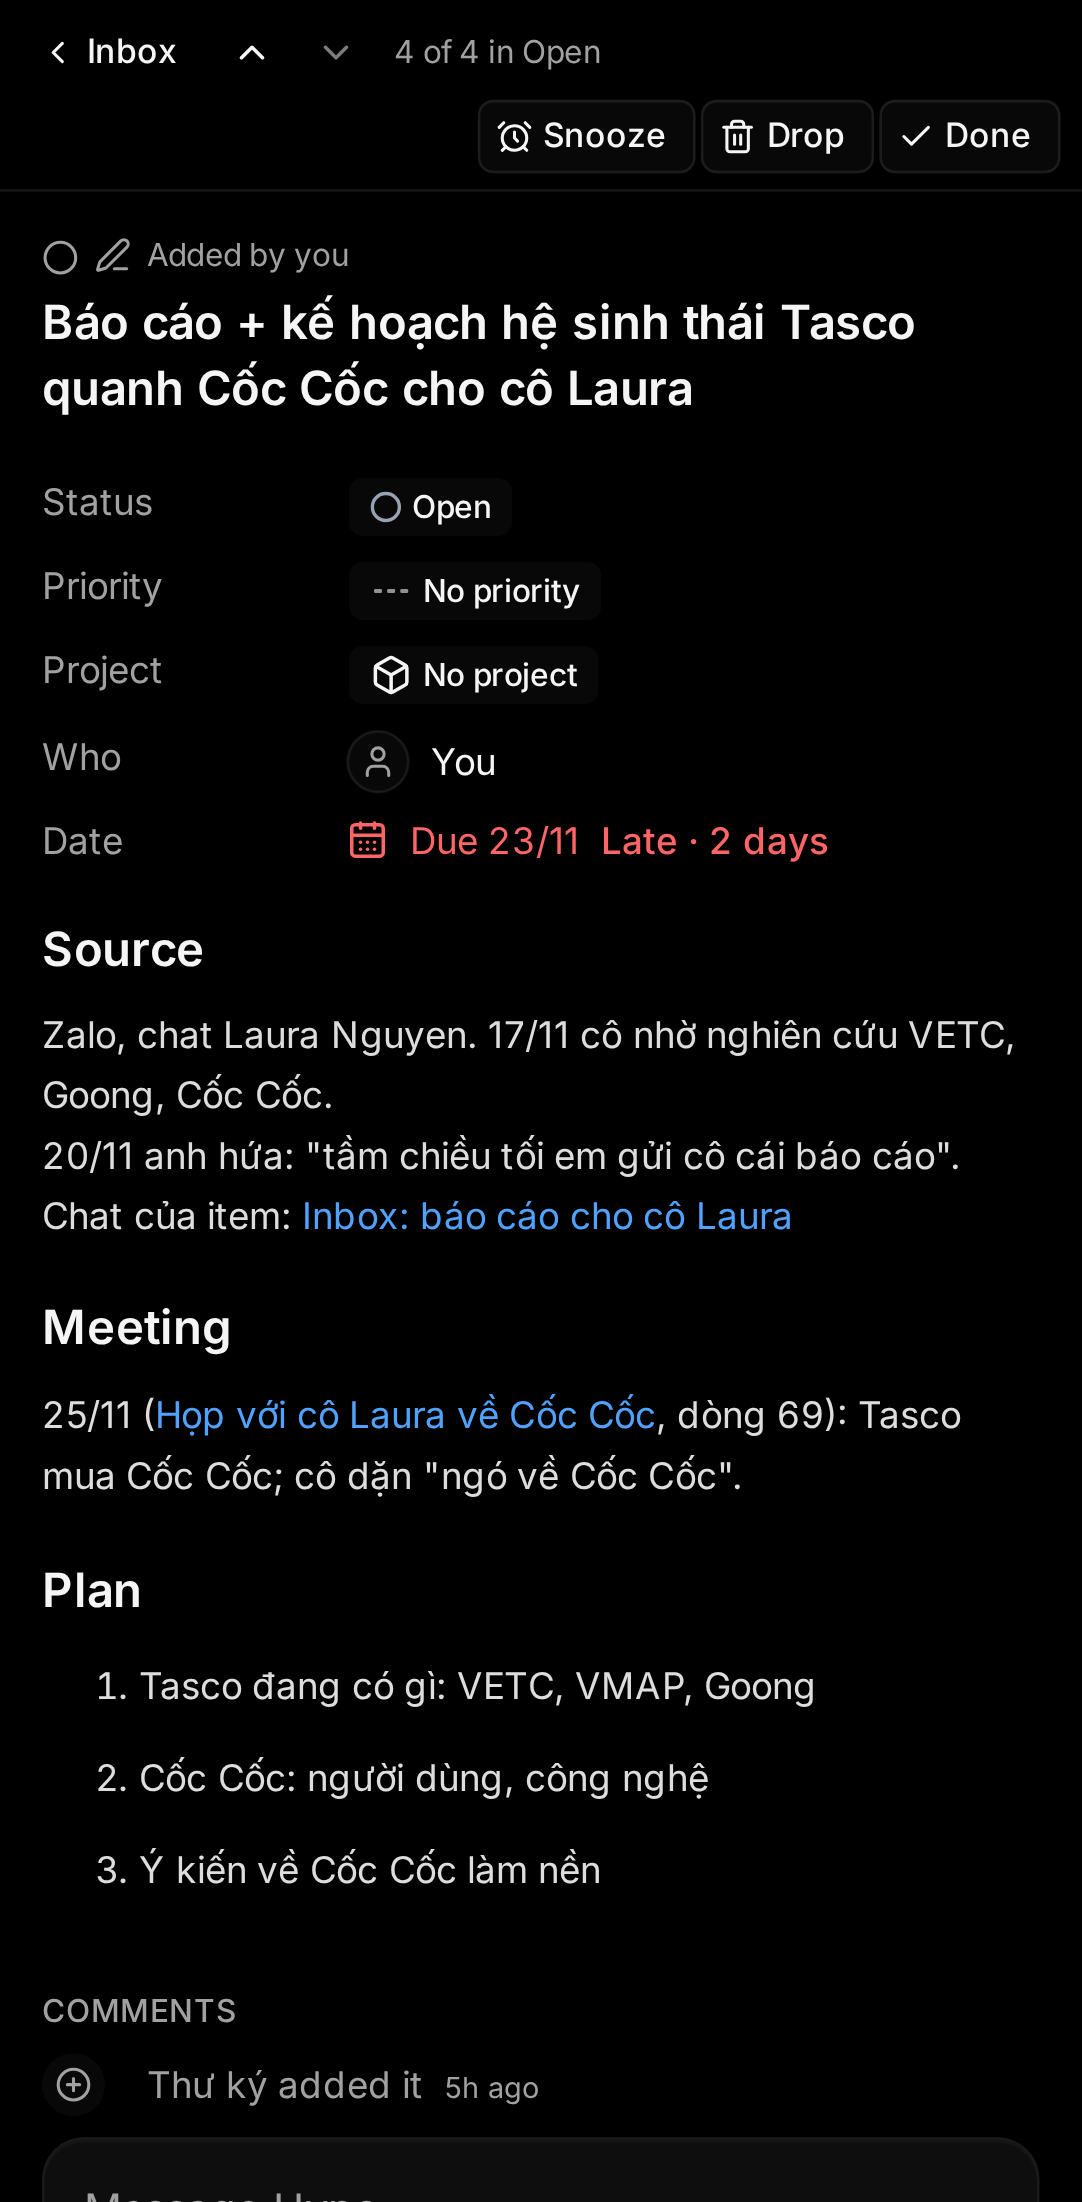 Inbox
4 of 4 in Open
Snooze
Drop
Done
Added by you
Báo cáo + kế hoạch hệ sinh thái Tasco
quanh Cốc Cốc cho cô Laura
Status
Open
Priority
No priority
Project
No project
Who
You
Date
Due 23/11 Late · 2 days
Source
Zalo, chat Laura Nguyen. 17/11 cô nhờ nghiên cứu VETC,
Goong, Cốc Cốc.
20/11 anh hứa: "tầm chiều tối em gửi cô cái báo cáo".
Chat của item: Inbox: báo cáo cho cô Laura
Meeting
25/11 (Họp với cô Laura về Cốc Cốc, dòng 69): Tasco
mua Cốc Cốc; cô dặn "ngó về Cốc Cốc".
Plan
1. Tasco đang có gì: VETC, VMAP, Goong
2. Cốc Cốc: người dùng, công nghệ
3. Ý kiến về Cốc Cốc làm nền
COMMENTS
Thư ký added it 5h ago
Message